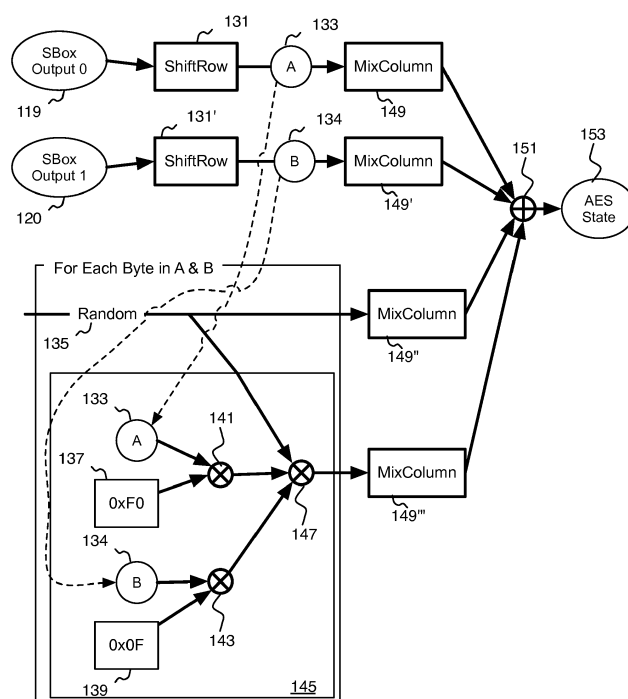 131
133
SBox
Output 0
ShiftRow
A
MixColumn
119
149
131'
134
151
153
SBox
Output 1
ShiftRow
B
MixColumn
120
149'
AES
State
For Each Byte in A & B
Random
135
MixColumn
149"
133
141
A
137
0xF0
MixColumn
149'"
147
134
B
143
0x0F
139
145